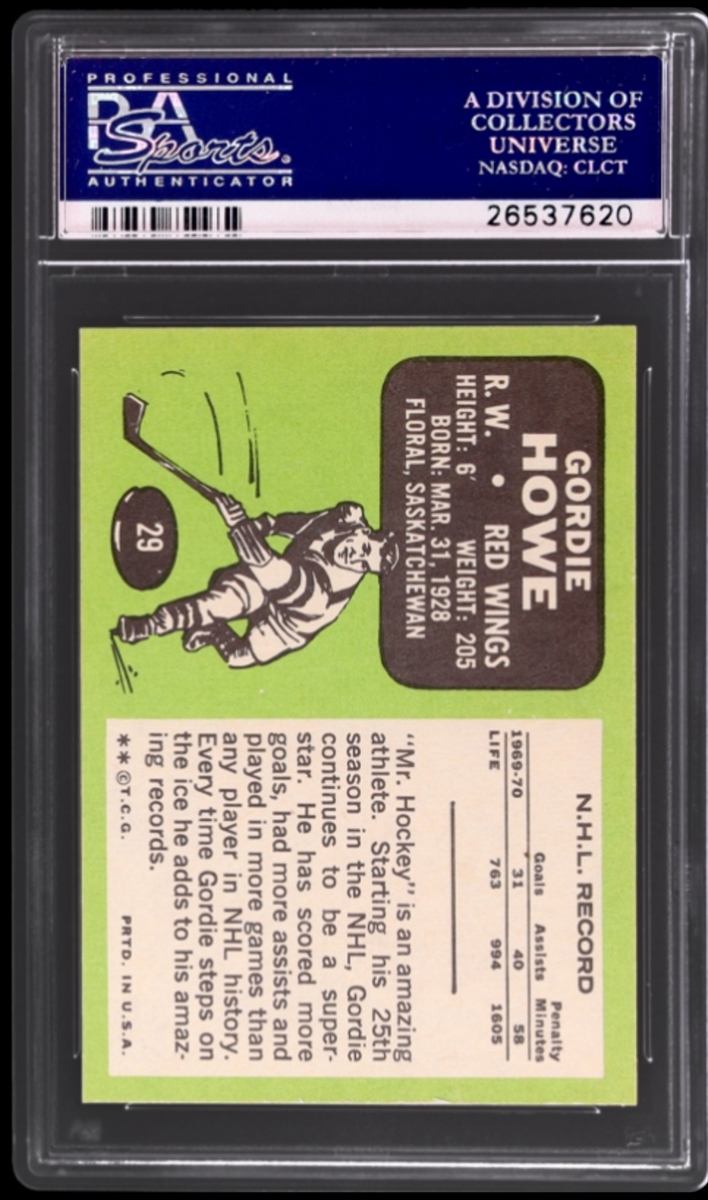 PROFESSIONAL
PSA
Sports
AUTHENTICATOR
A DIVISION OF
COLLECTORS
UNIVERSE
NASDAQ: CLCT
26537620
GORDIE
HOWE
R.W. • RED WINGS
HEIGHT: 6′ WEIGHT: 205
BORN: MAR. 31, 1928
FLORAL, SASKATCHEWAN
29
N.H.L. RECORD
Penalty
Goals Assists Minutes
1969-70 31 40 58
LIFE 763 994 1605
“Mr. Hockey” is an amazing
athlete. Starting his 25th
season in the NHL, Gordie
continues to be a super-
star. He has scored more
goals, had more assists and
played in more games than
any player in NHL history.
Every time Gordie steps on
the ice he adds to his amaz-
ing records.
** ©T.C.G. PRTD. IN U.S.A.